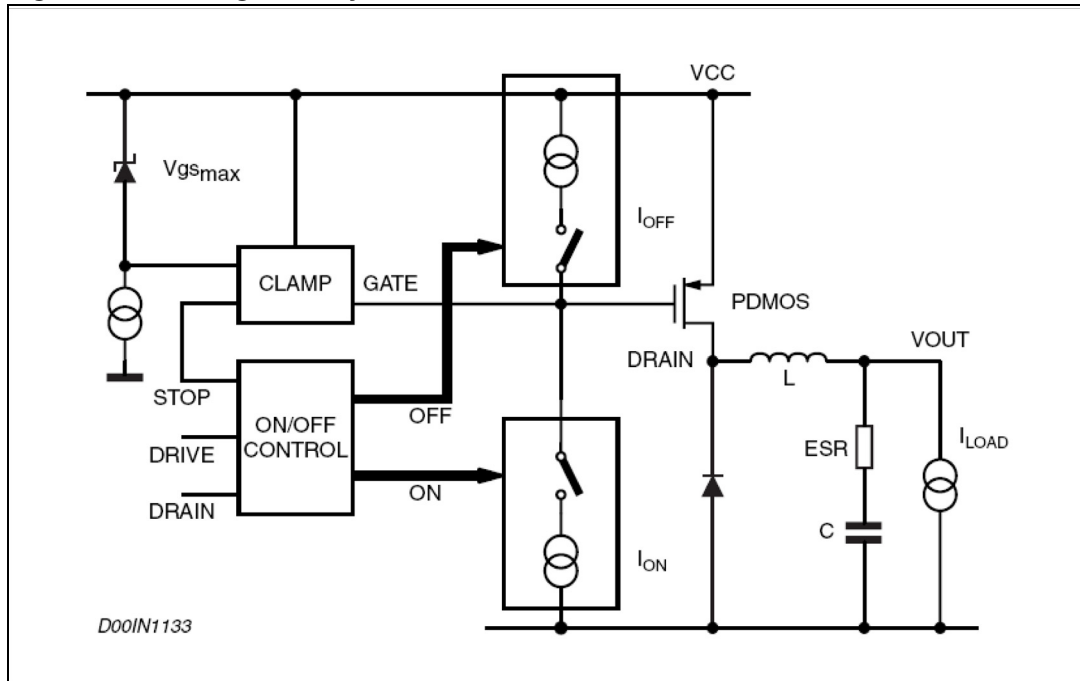 VCC
Vgsmax
IOFF
CLAMP
GATE
PDMOS
VOUT
DRAIN
L
STOP
OFF
ON/OFF
CONTROL
DRIVE
ESR
ILOAD
ON
DRAIN
C
ION
D00IN1133